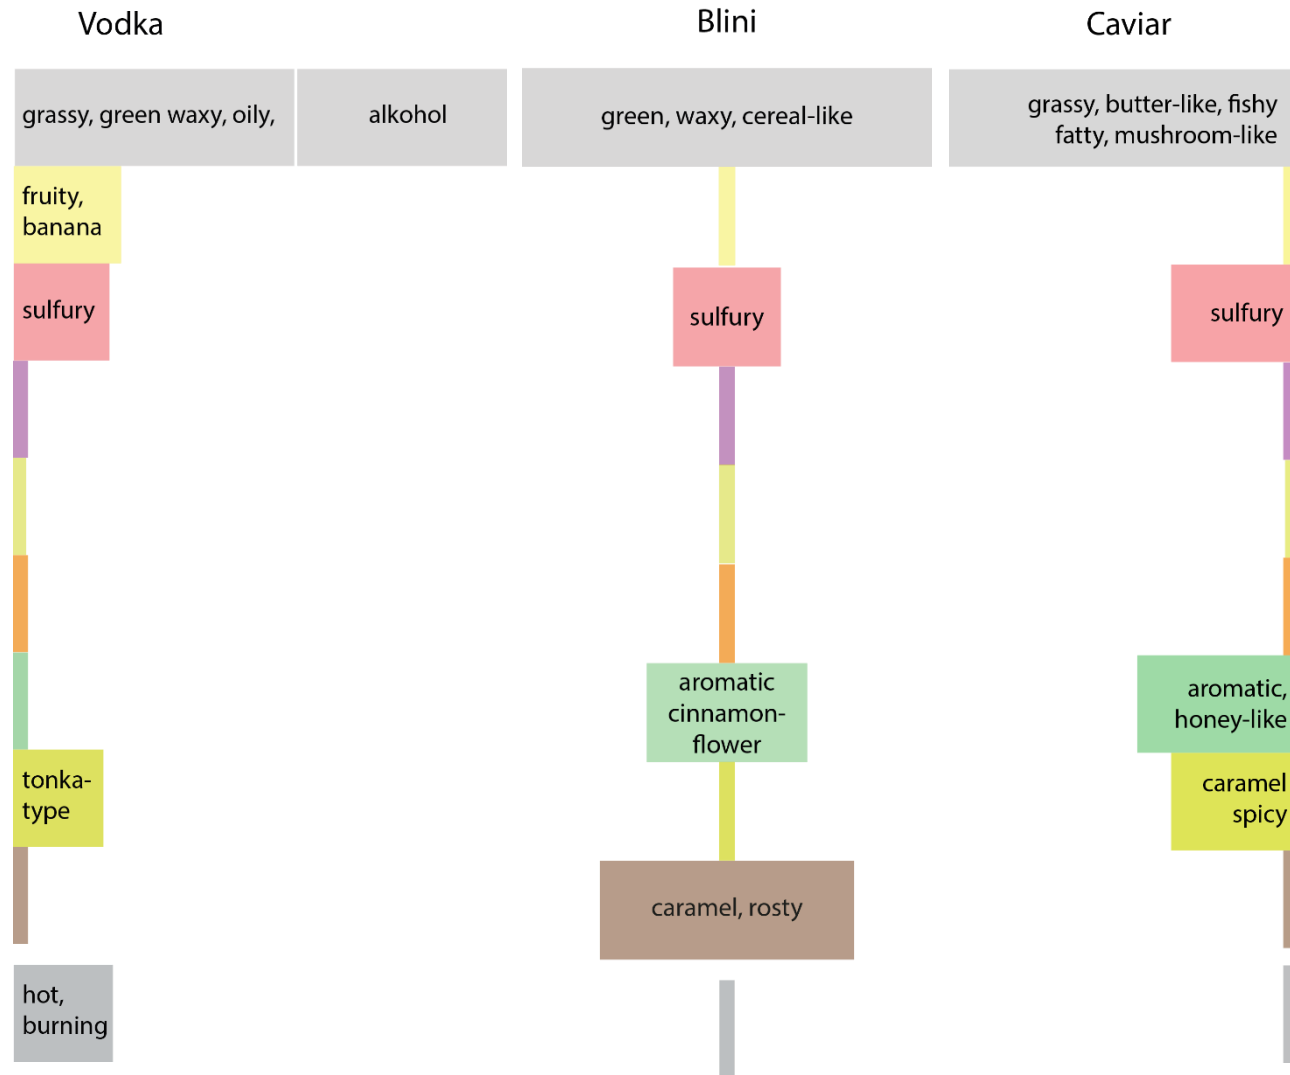 Vodka
Blini
Caviar
grassy, green waxy, oily,
alkohol
green, waxy, cereal-like
grassy, butter-like, fishy
fatty, mushroom-like
fruity,
banana
sulfury
sulfury
sulfury
aromatic
cinnamon-
flower
aromatic,
honey-like
tonka-
type
caramel
spicy
caramel, rosty
hot,
burning